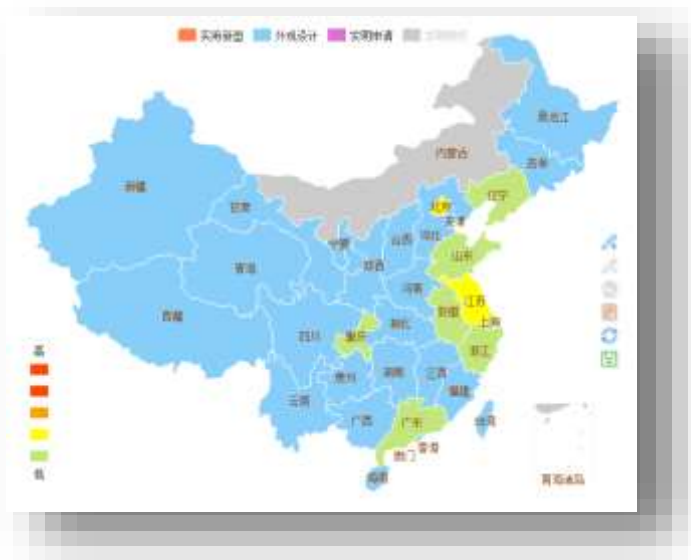 实用新型 外观设计 发明申请
黑龙江
内蒙古
吉林
新疆
辽宁
甘肃
北京
天津
宁夏
山西
河北
山东
青海
陕西
河南
江苏
西藏
安徽
上海
四川
重庆
湖北
浙江
高
贵州
湖南
江西
福建
云南
广西
广东
台湾
香港
澳门
低
海南
南海诸岛